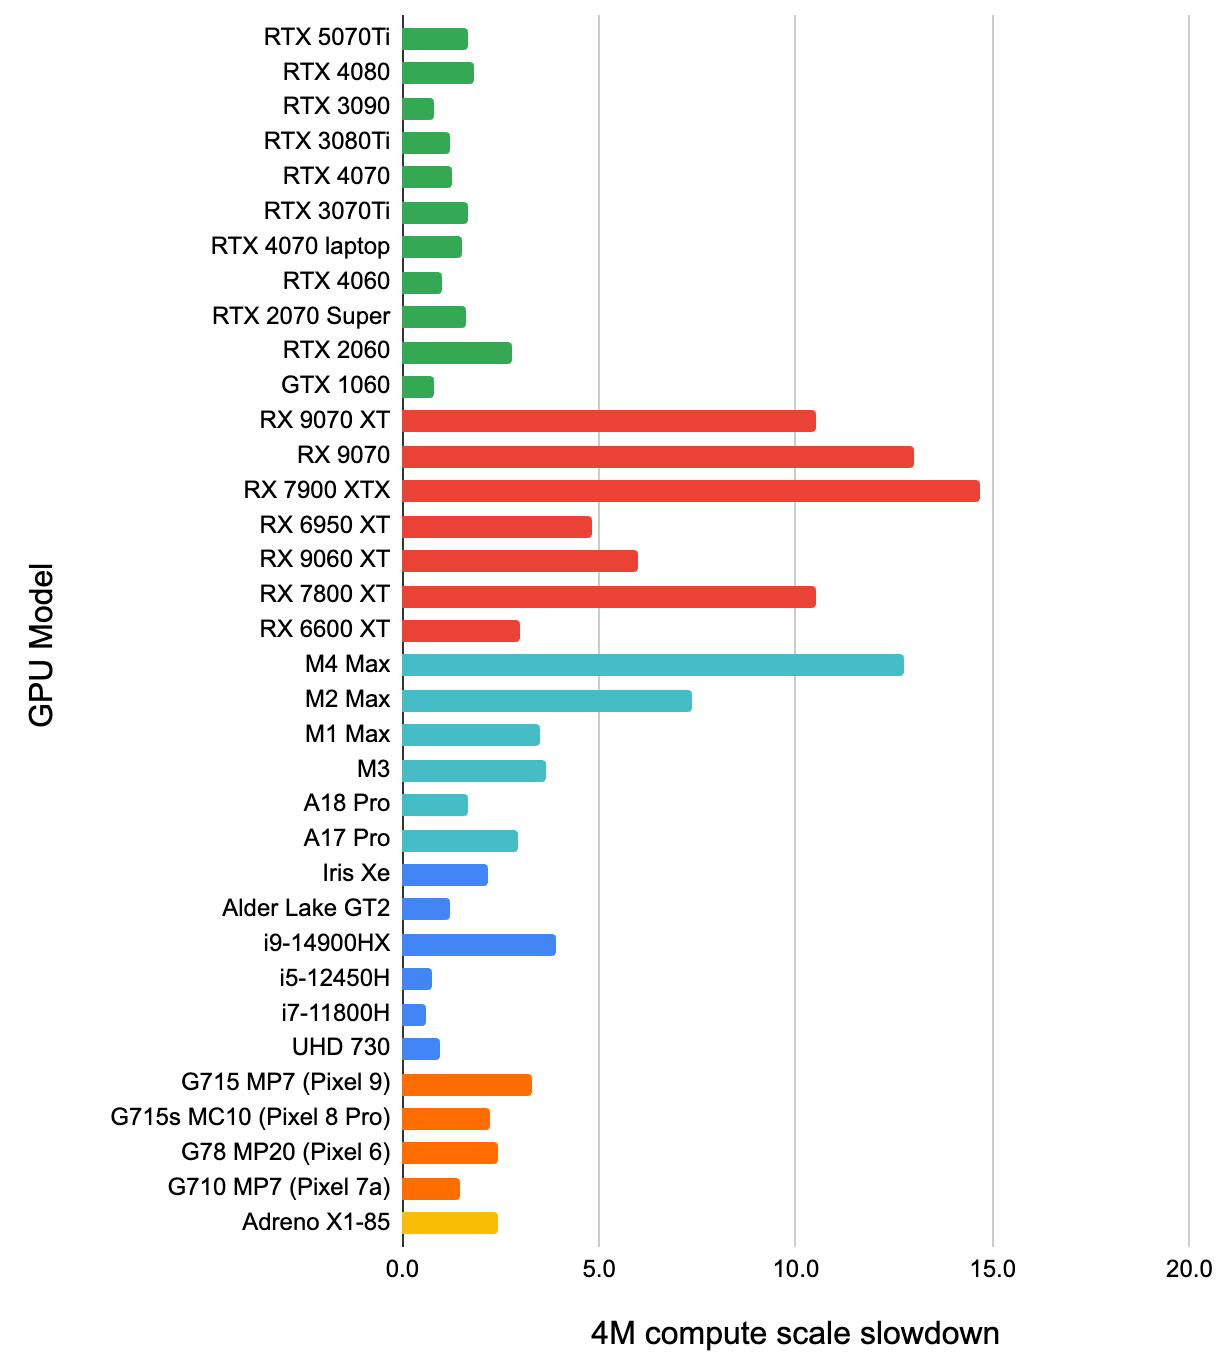 RTX 5070Ti
RTX 4080
RTX 3090
RTX 3080Ti
RTX 4070
RTX 3070Ti
RTX 4070 laptop
RTX 4060
RTX 2070 Super
RTX 2060
GTX 1060
RX 9070 XT
RX 9070
RX 7900 XTX
RX 6950 XT
RX 9060 XT
RX 7800 XT
RX 6600 XT
M4 Max
M2 Max
M1 Max
M3
A18 Pro
A17 Pro
Iris Xe
Alder Lake GT2
i9-14900HX
i5-12450H
i7-11800H
UHD 730
G715 MP7 (Pixel 9)
G715s MC10 (Pixel 8 Pro)
G78 MP20 (Pixel 6)
G710 MP7 (Pixel 7a)
Adreno X1-85
GPU Model
0.0 5.0 10.0 15.0 20.0
4M compute scale slowdown